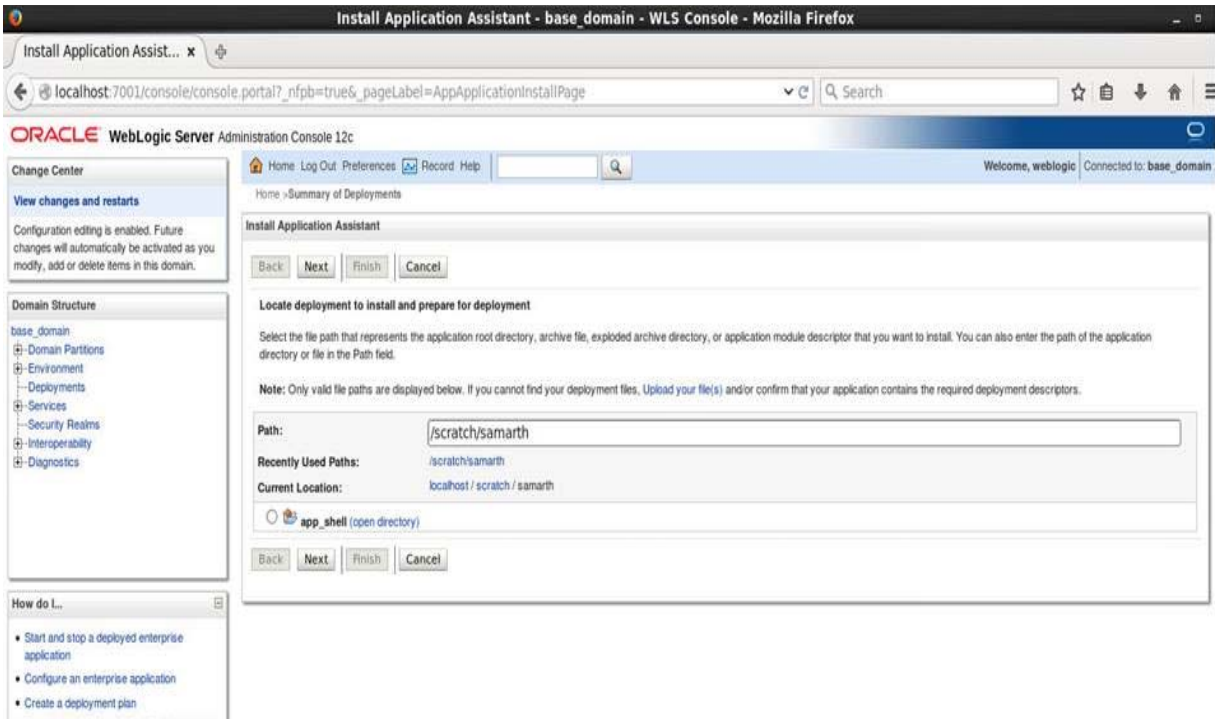 Install Application Assistant - base_domain - WLS Console - Mozilla Firefox
Install Application Assist...
localhost:7001/console/console.portal?_nfpb=true&_pageLabel=AppApplicationInstallPage
Search
ORACLE WebLogic Server Administration Console 12c
Change Center
View changes and restarts
Configuration editing is enabled. Future
changes will automatically be activated as you
modify, add or delete items in this domain.
Domain Structure
base_domain
Domain Partitions
Environment
Deployments
Services
Security Realms
Interoperability
Diagnostics
How do I...
Start and stop a deployed enterprise
application
Configure an enterprise application
Create a deployment plan
Home Log Out Preferences Record Help
Welcome, weblogic Connected to: base_domain
Home >Summary of Deployments
Install Application Assistant
Back Next Finish Cancel
Locate deployment to install and prepare for deployment
Select the file path that represents the application root directory, archive file, exploded archive directory, or application module descriptor that you want to install. You can also enter the path of the application
directory or file in the Path field.
Note: Only valid file paths are displayed below. If you cannot find your deployment files, Upload your file(s) and/or confirm that your application contains the required deployment descriptors.
Path: /scratch/samarth
Recently Used Paths: /scratch/samarth
Current Location: localhost / scratch / samarth
app_shell (open directory)
Back Next Finish Cancel